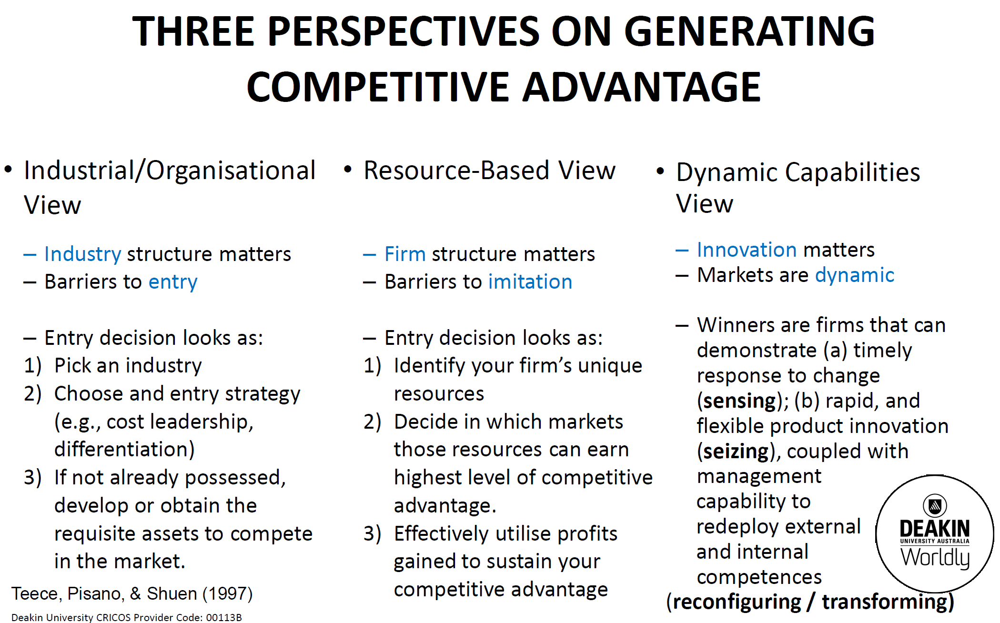 THREE PERSPECTIVES ON GENERATING
COMPETITIVE ADVANTAGE
• Industrial/Organisational
View
– Industry structure matters
– Barriers to entry
– Entry decision looks as:
1) Pick an industry
2) Choose and entry strategy
(e.g., cost leadership,
differentiation)
3) If not already possessed,
develop or obtain the
requisite assets to compete
in the market.
• Resource-Based View
– Firm structure matters
– Barriers to imitation
– Entry decision looks as:
1) Identify your firm’s unique
resources
2) Decide in which markets
those resources can earn
highest level of competitive
advantage.
3) Effectively utilise profits
gained to sustain your
competitive advantage
• Dynamic Capabilities
View
– Innovation matters
– Markets are dynamic
– Winners are firms that can
demonstrate (a) timely
response to change
(sensing); (b) rapid, and
flexible product innovation
(seizing), coupled with
management
capability to
redeploy external
and internal
competences
(reconfiguring / transforming)
DEAKIN
UNIVERSITY AUSTRALIA
Worldly
Teece, Pisano, & Shuen (1997)
Deakin University CRICOS Provider Code: 00113B